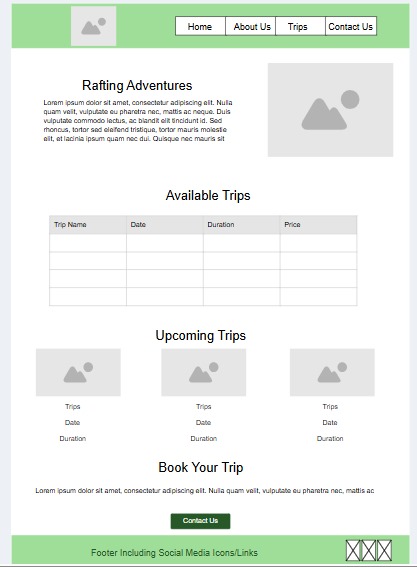 Home About Us Trips Contact Us
Rafting Adventures
Lorem ipsum dolor sit amet, consectetur adipiscing elit. Nulla
quam velit, vulputate eu pharetra nec, mattis ac neque. Duis
vulputate commodo lectus, ac blandit elit tincidunt id. Sed
rhoncus, tortor sed eleifend tristique, tortor mauris molestie
elit, et lacinia ipsum quam nec dui. Quisque nec mauris sit
Available Trips
Trip Name Date Duration Price
Upcoming Trips
Trips Trips Trips
Date Date Date
Duration Duration Duration
Book Your Trip
Lorem ipsum dolor sit amet, consectetur adipiscing elit. Nulla quam velit, vulputate eu pharetra nec, mattis ac
Contact Us
Footer Including Social Media Icons/Links